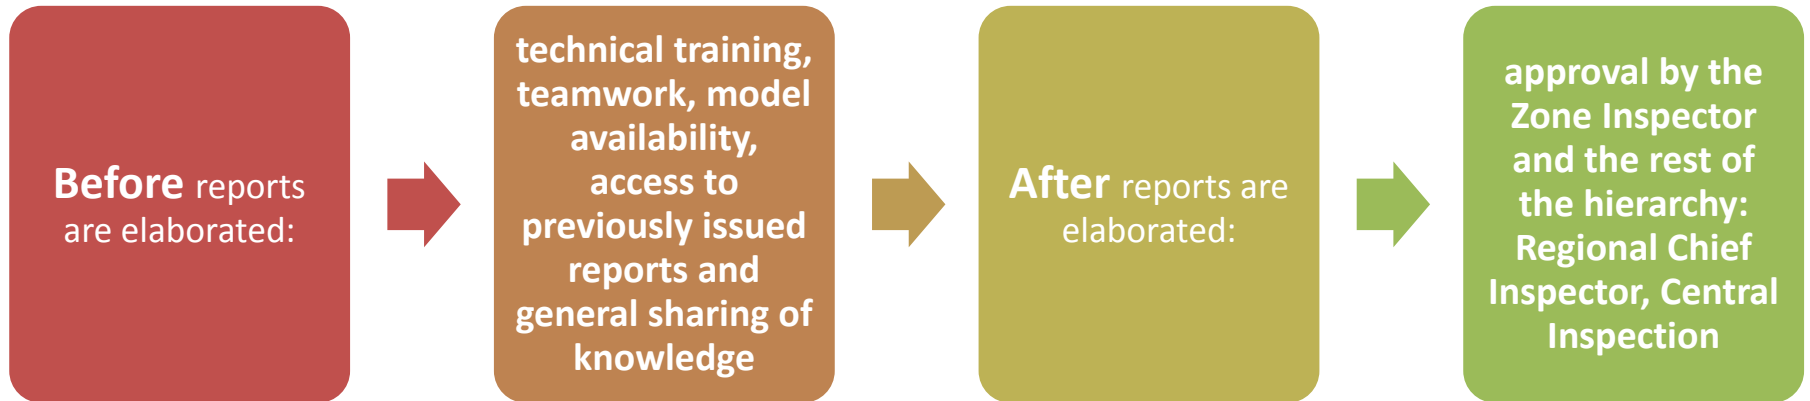 Before reports
are elaborated:
technical training,
teamwork, model
availability,
access to
previously issued
reports and
general sharing of
knowledge
After reports are
elaborated:
approval by the
Zone Inspector
and the rest of
the hierarchy:
Regional Chief
Inspector, Central
Inspection